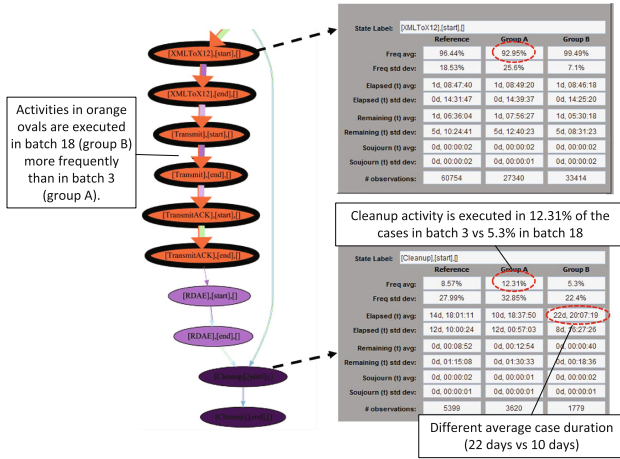 [XMLToX12],[start],[]
[XMLToX12],[end],[]
[Transmit],[start],[]
[Transmit],[end],[]
[TransmitACK],[start],[]
[TransmitACK],[end],[]
[RDAE],[start],[]
[RDAE],[end],[]
[Cleanup],[start],[]
Activities in orange
ovals are executed
in batch 18 (group B)
more frequently
than in batch 3
(group A).
State Label: [XMLToX12],[start],[]
Reference Group A Group B
Freq avg: 96.44% 92.95% 99.49%
Freq std dev: 18.53% 25.6% 7.1%
Elapsed (t) avg: 1d, 08:47:40 1d, 08:49:20 1d, 08:46:18
Elapsed (t) std dev: 0d, 14:31:47 0d, 14:39:37 0d, 14:25:20
Remaining (t) avg: 1d, 06:36:04 1d, 07:56:27 1d, 05:30:18
Remaining (t) std dev: 5d, 10:24:41 5d, 12:40:23 5d, 08:31:23
Soujourn (t) avg: 0d, 00:00:02 0d, 00:00:02 0d, 00:00:02
Soujourn (t) std dev: 0d, 00:00:02 0d, 00:00:01 0d, 00:00:02
# observations: 60754 27340 33414
Cleanup activity is executed in 12.31% of the
cases in batch 3 vs 5.3% in batch 18
State Label: [Cleanup],[start],[]
Reference Group A Group B
Freq avg: 8.57% 12.31% 5.3%
Freq std dev: 27.99% 32.85% 22.4%
Elapsed (t) avg: 14d, 18:01:11 10d, 18:37:50 22d, 20:07:19
Elapsed (t) std dev: 12d, 10:00:24 12d, 00:57:03 8d, 16:27:26
Remaining (t) avg: 0d, 00:08:52 0d, 00:12:54 0d, 00:00:40
Remaining (t) std dev: 0d, 01:15:08 0d, 01:30:33 0d, 00:18:36
Soujourn (t) avg: 0d, 00:00:02 0d, 00:00:01 0d, 00:00:02
Soujourn (t) std dev: 0d, 00:00:01 0d, 00:00:01 0d, 00:00:01
# observations: 5399 3620 1779
Different average case duration
(22 days vs 10 days)